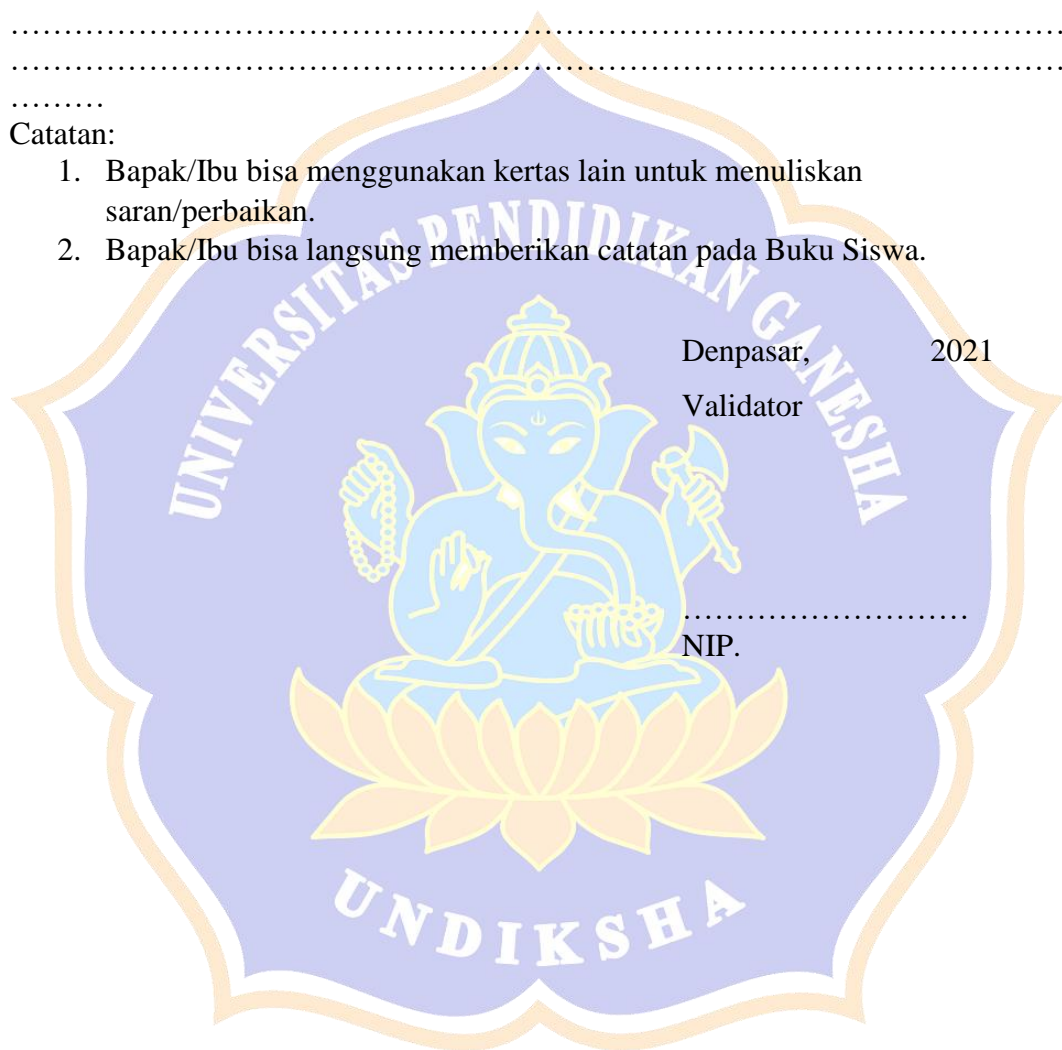 ……………………………………………………………………………………
……………………………………………………………………………………
………
Catatan:
1. Bapak/Ibu bisa menggunakan kertas lain untuk menuliskan
saran/perbaikan.
2. Bapak/Ibu bisa langsung memberikan catatan pada Buku Siswa.
UNIVERSITAS PENDIDIKAN GANESHA
Denpasar, 2021
Validator
………………………
NIP.
UNDIKSHA